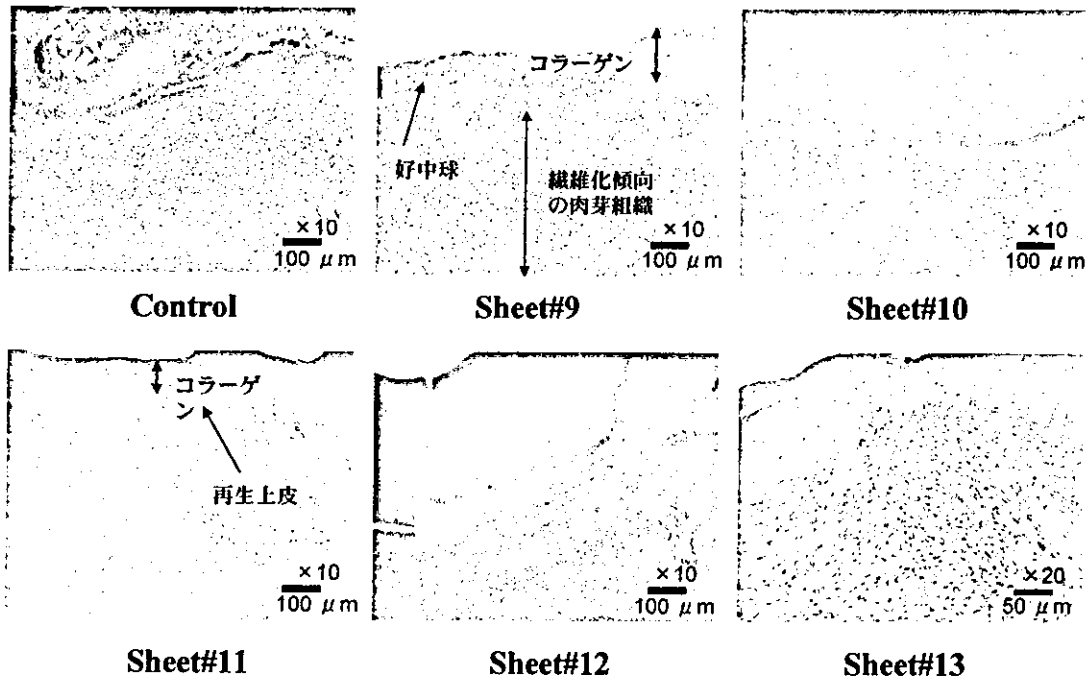 コラーゲン
好中球
繊維化傾向
の肉芽組織
×10
100 μm
×10
100 μm
×10
100 μm
Control
Sheet#9
Sheet#10
コラーゲ
ン
再生上皮
×10
100 μm
×10
100 μm
×20
50 μm
Sheet#11
Sheet#12
Sheet#13